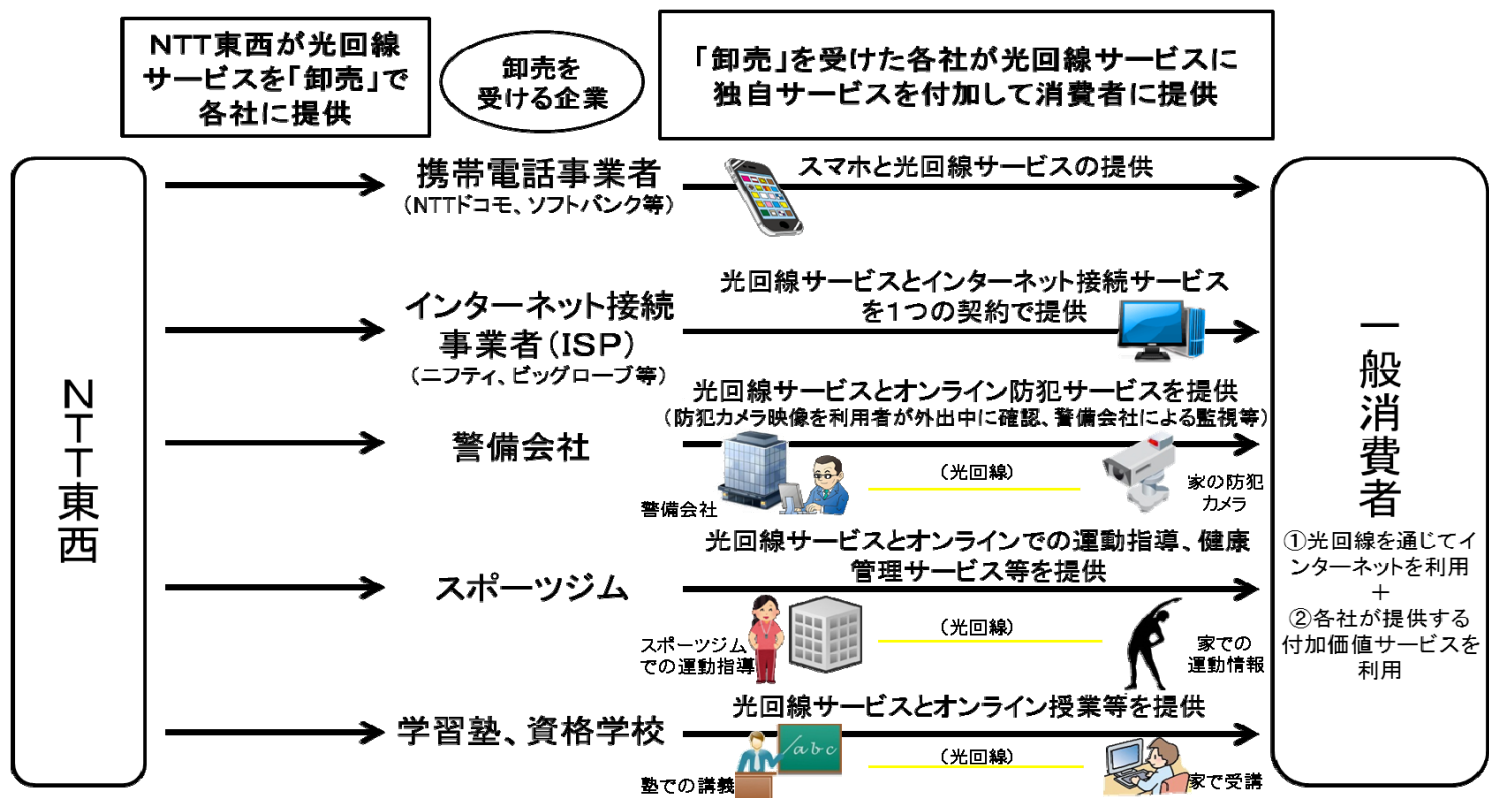 NTT東西が光回線
サービスを「卸売」で
各社に提供
卸売を
受ける企業
「卸売」を受けた各社が光回線サービスに
独自サービスを付加して消費者に提供
NTT東西
携帯電話事業者
（NTTドコモ、ソフトバンク等）
スマホと光回線サービスの提供
インターネット接続
事業者（ISP）
（ニフティ、ビッグローブ等）
光回線サービスとインターネット接続サービス
を1つの契約で提供
警備会社
光回線サービスとオンライン防犯サービスを提供
（防犯カメラ映像を利用者が外出中に確認、警備会社による監視等）
警備会社
（光回線）
家の防犯
カメラ
スポーツジム
光回線サービスとオンラインでの運動指導、健康
管理サービス等を提供
スポーツジム
での運動指導
（光回線）
家での
運動情報
学習塾、資格学校
光回線サービスとオンライン授業等を提供
abc
塾での講義
（光回線）
家で受講
一般消費者
①光回線を通じてイ
ンターネットを利用
＋
②各社が提供する
付加価値サービスを
利用